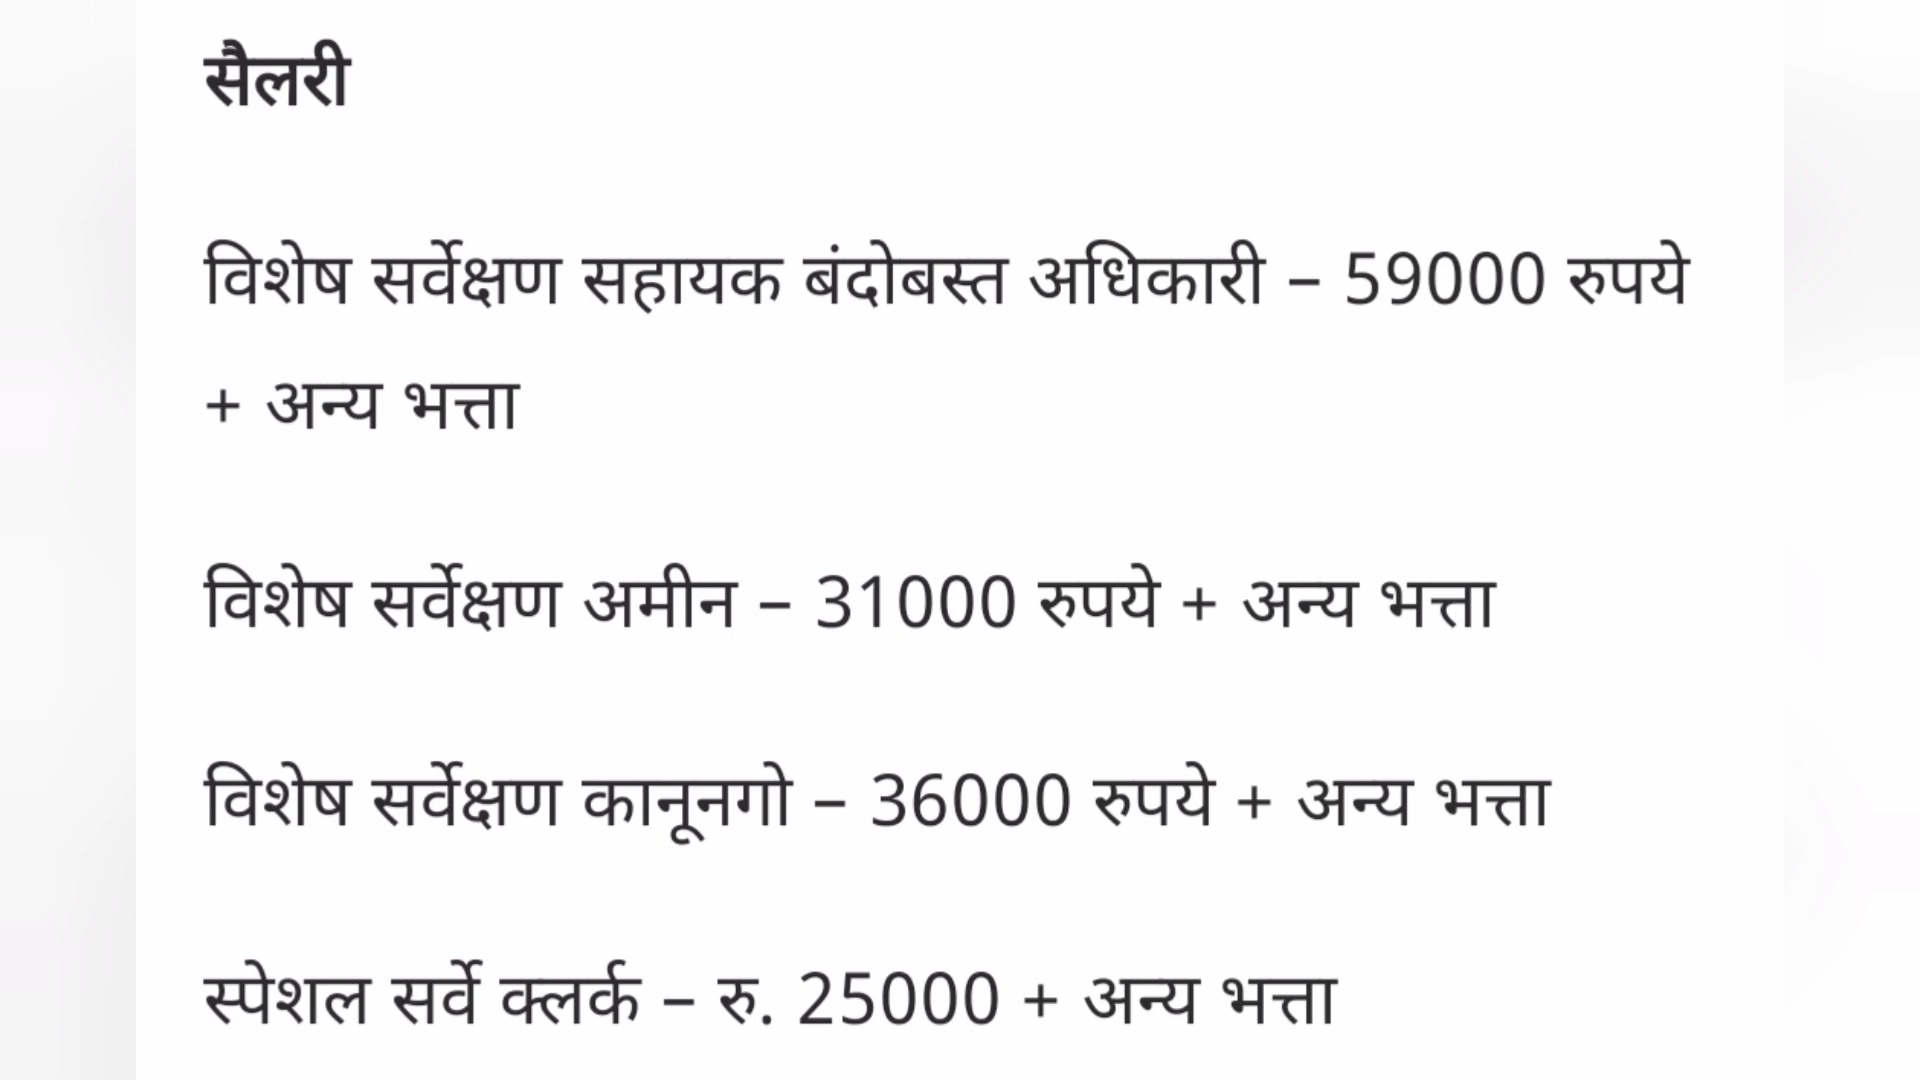 सैलरी
विशेष सर्वेक्षण सहायक बंदोबस्त अधिकारी – 59000 रुपये
+ अन्य भत्ता
विशेष सर्वेक्षण अमीन – 31000 रुपये + अन्य भत्ता
विशेष सर्वेक्षण कानूनगो – 36000 रुपये + अन्य भत्ता
स्पेशल सर्वे क्लर्क – रु. 25000 + अन्य भत्ता